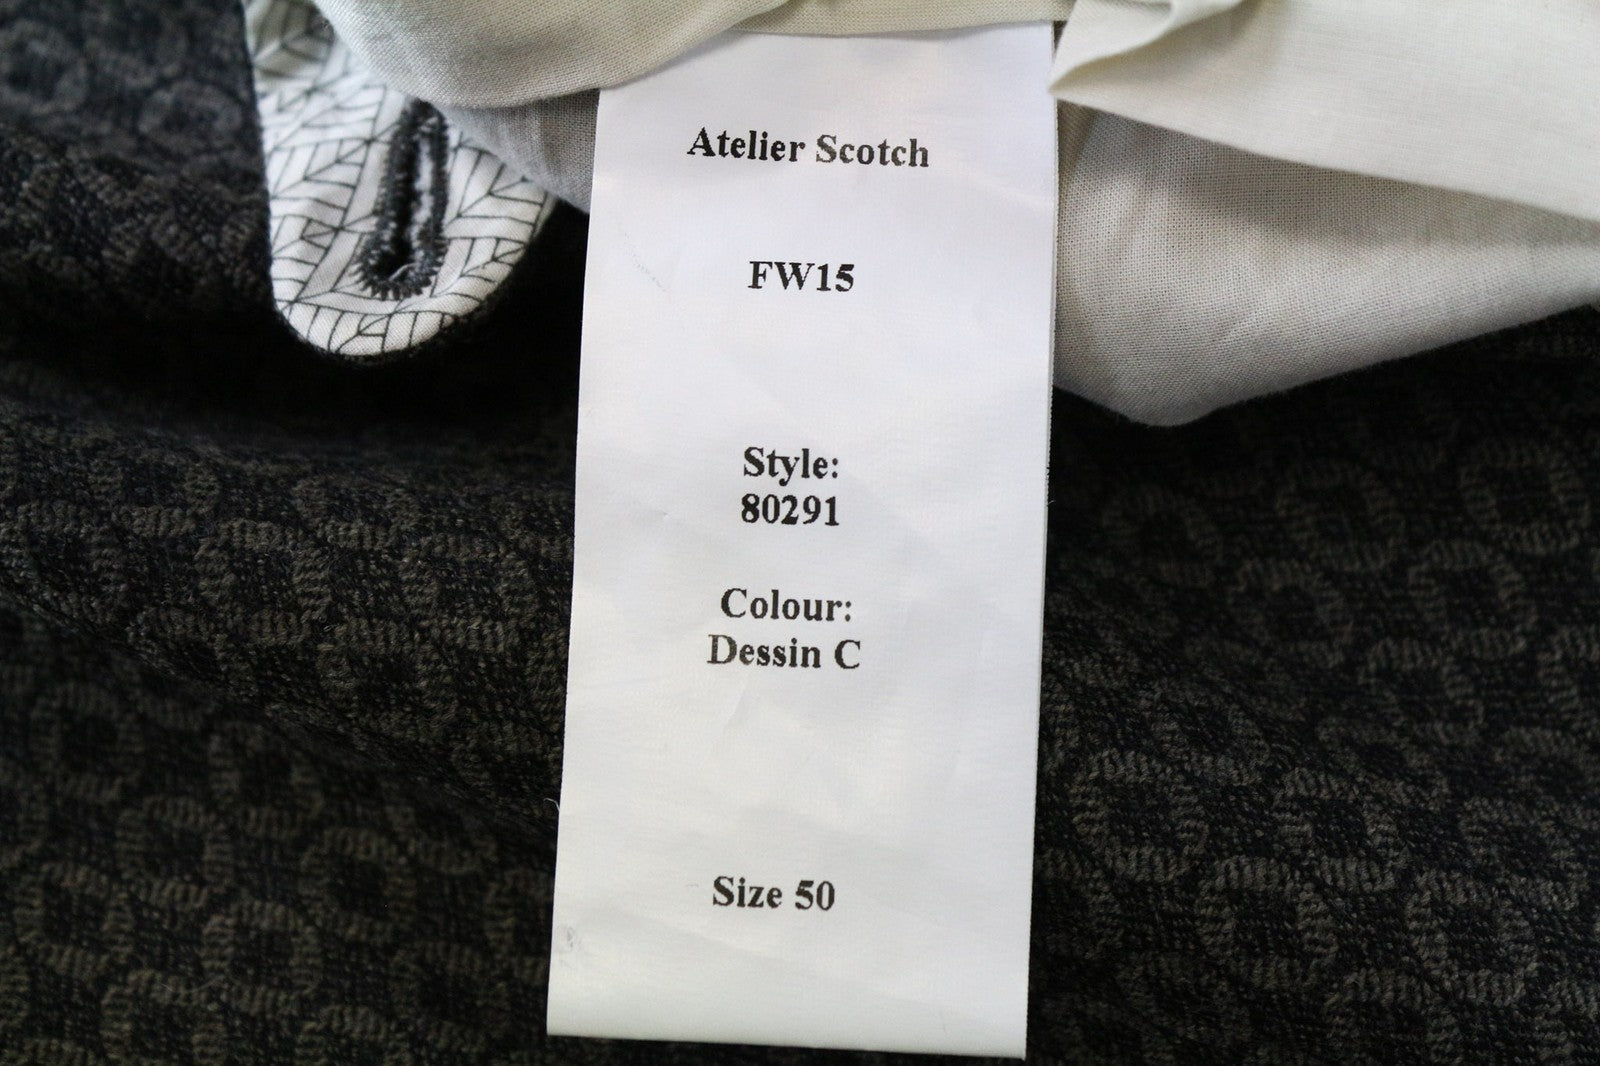 Atelier Scotch
FW15
Style:
80291
Colour:
Dessin C
Size 50